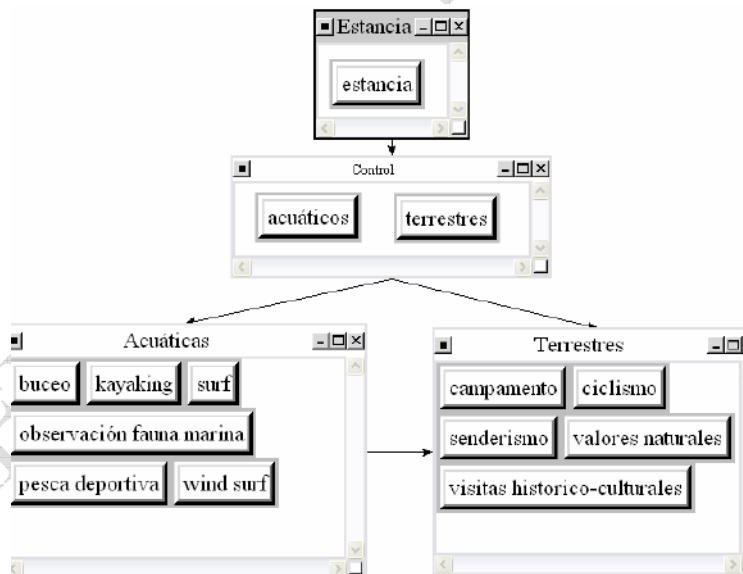 Estancia
estancia
Control
acuáticos terrestres
Acuáticas
buceo kayaking surf
observación fauna marina
pesca deportiva wind surf
Terrestres
campamento ciclismo
senderismo valores naturales
visitas historico-culturales